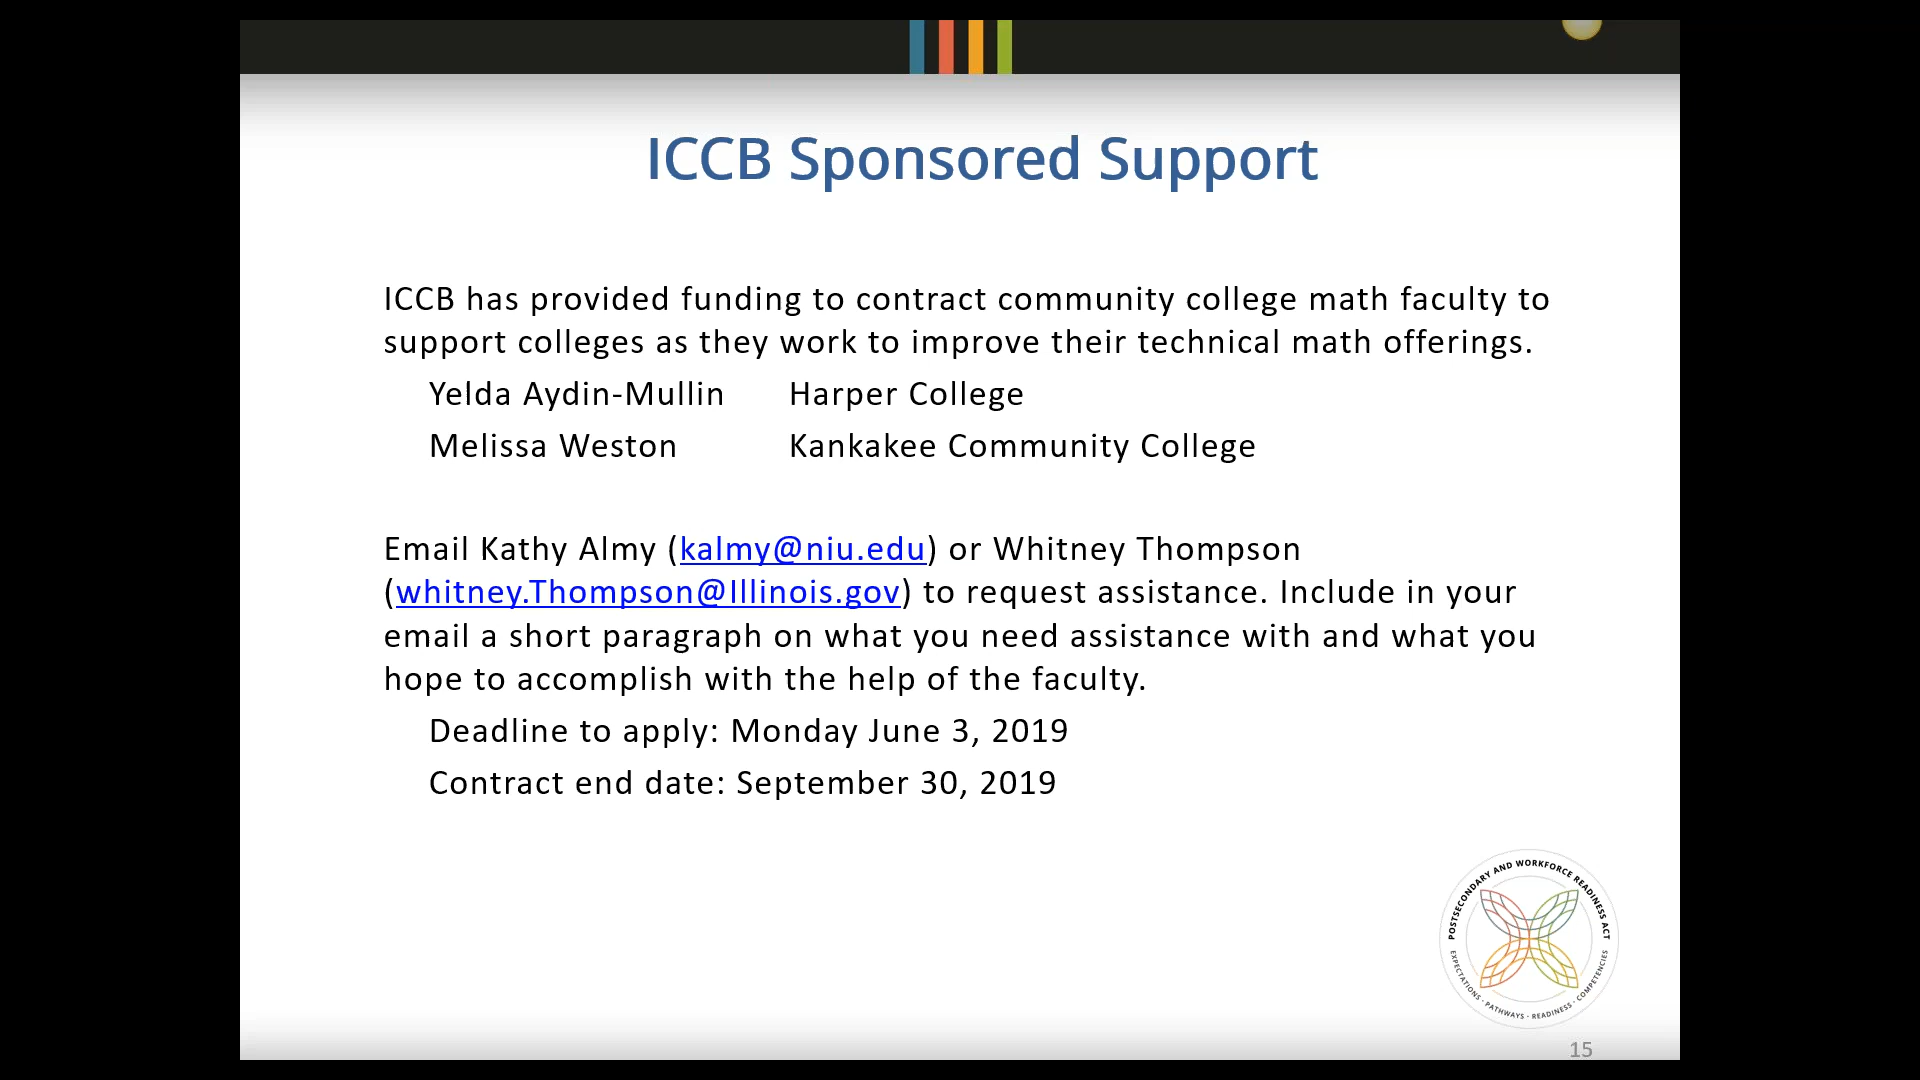 ICCB Sponsored Support
ICCB has provided funding to contract community college math faculty to
support colleges as they work to improve their technical math offerings.
Yelda Aydin-Mullin Harper College
Melissa Weston Kankakee Community College
Email Kathy Almy (kalmy@niu.edu) or Whitney Thompson
(whitney.Thompson@Illinois.gov) to request assistance. Include in your
email a short paragraph on what you need assistance with and what you
hope to accomplish with the help of the faculty.
Deadline to apply: Monday June 3, 2019
Contract end date: September 30, 2019
POSTSECONDARY AND WORKFORCE READINESS ACT
EXPECTATIONS · PATHWAYS · READINESS · COMPETENCIES
15